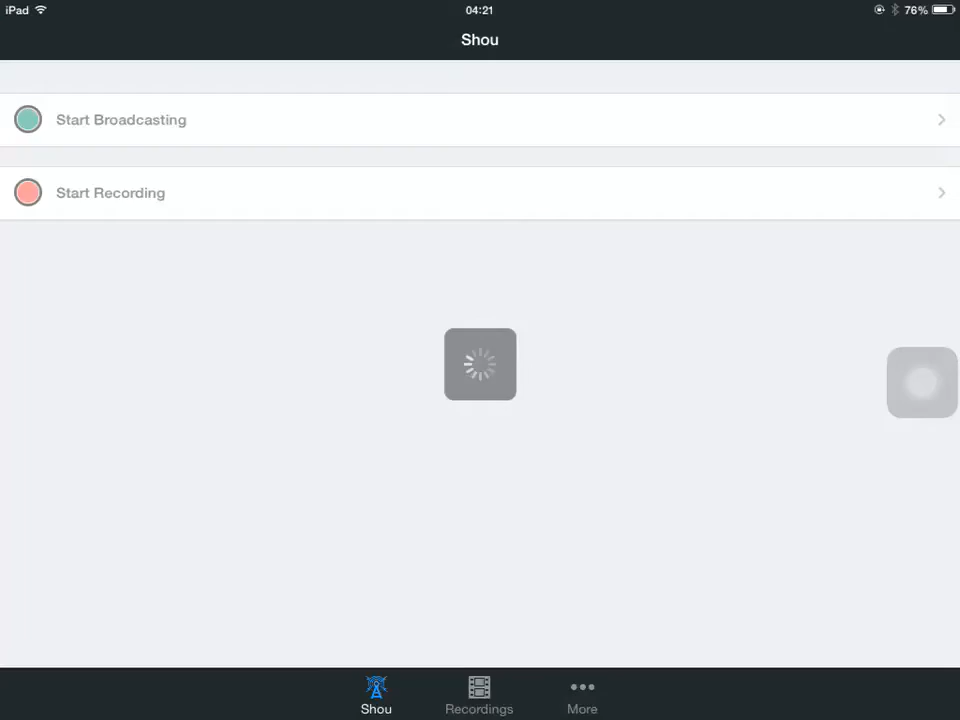 iPad 04:21 76%
Shou
Start Broadcasting
Start Recording
Shou Recordings More